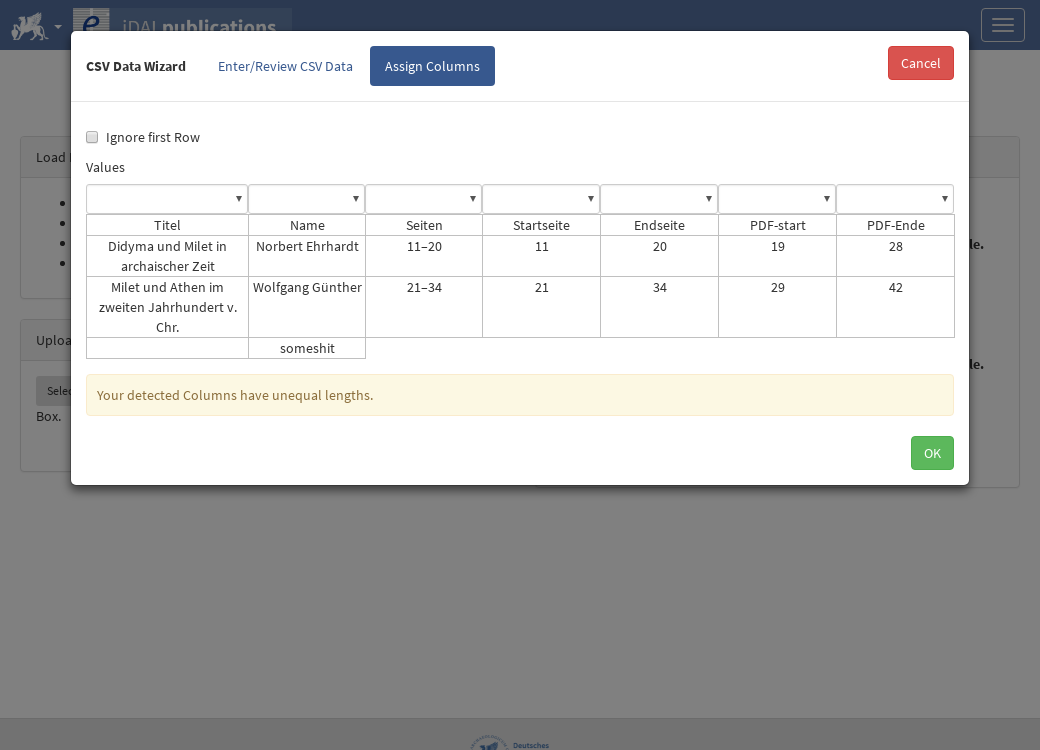 iDAI.publications
CSV Data Wizard Enter/Review CSV Data Assign Columns Cancel
Ignore first Row
Values
Titel Name Seiten Startseite Endseite PDF-start PDF-Ende
Didyma und Milet in Norbert Ehrhardt 11–20 11 20 19 28
archaischer Zeit
Milet und Athen im Wolfgang Günther 21–34 21 34 29 42
zweiten Jahrhundert v.
Chr.
someshit
Your detected Columns have unequal lengths.
OK
Load
Uploa
Selec
Box.
le.
le.
Deutsches